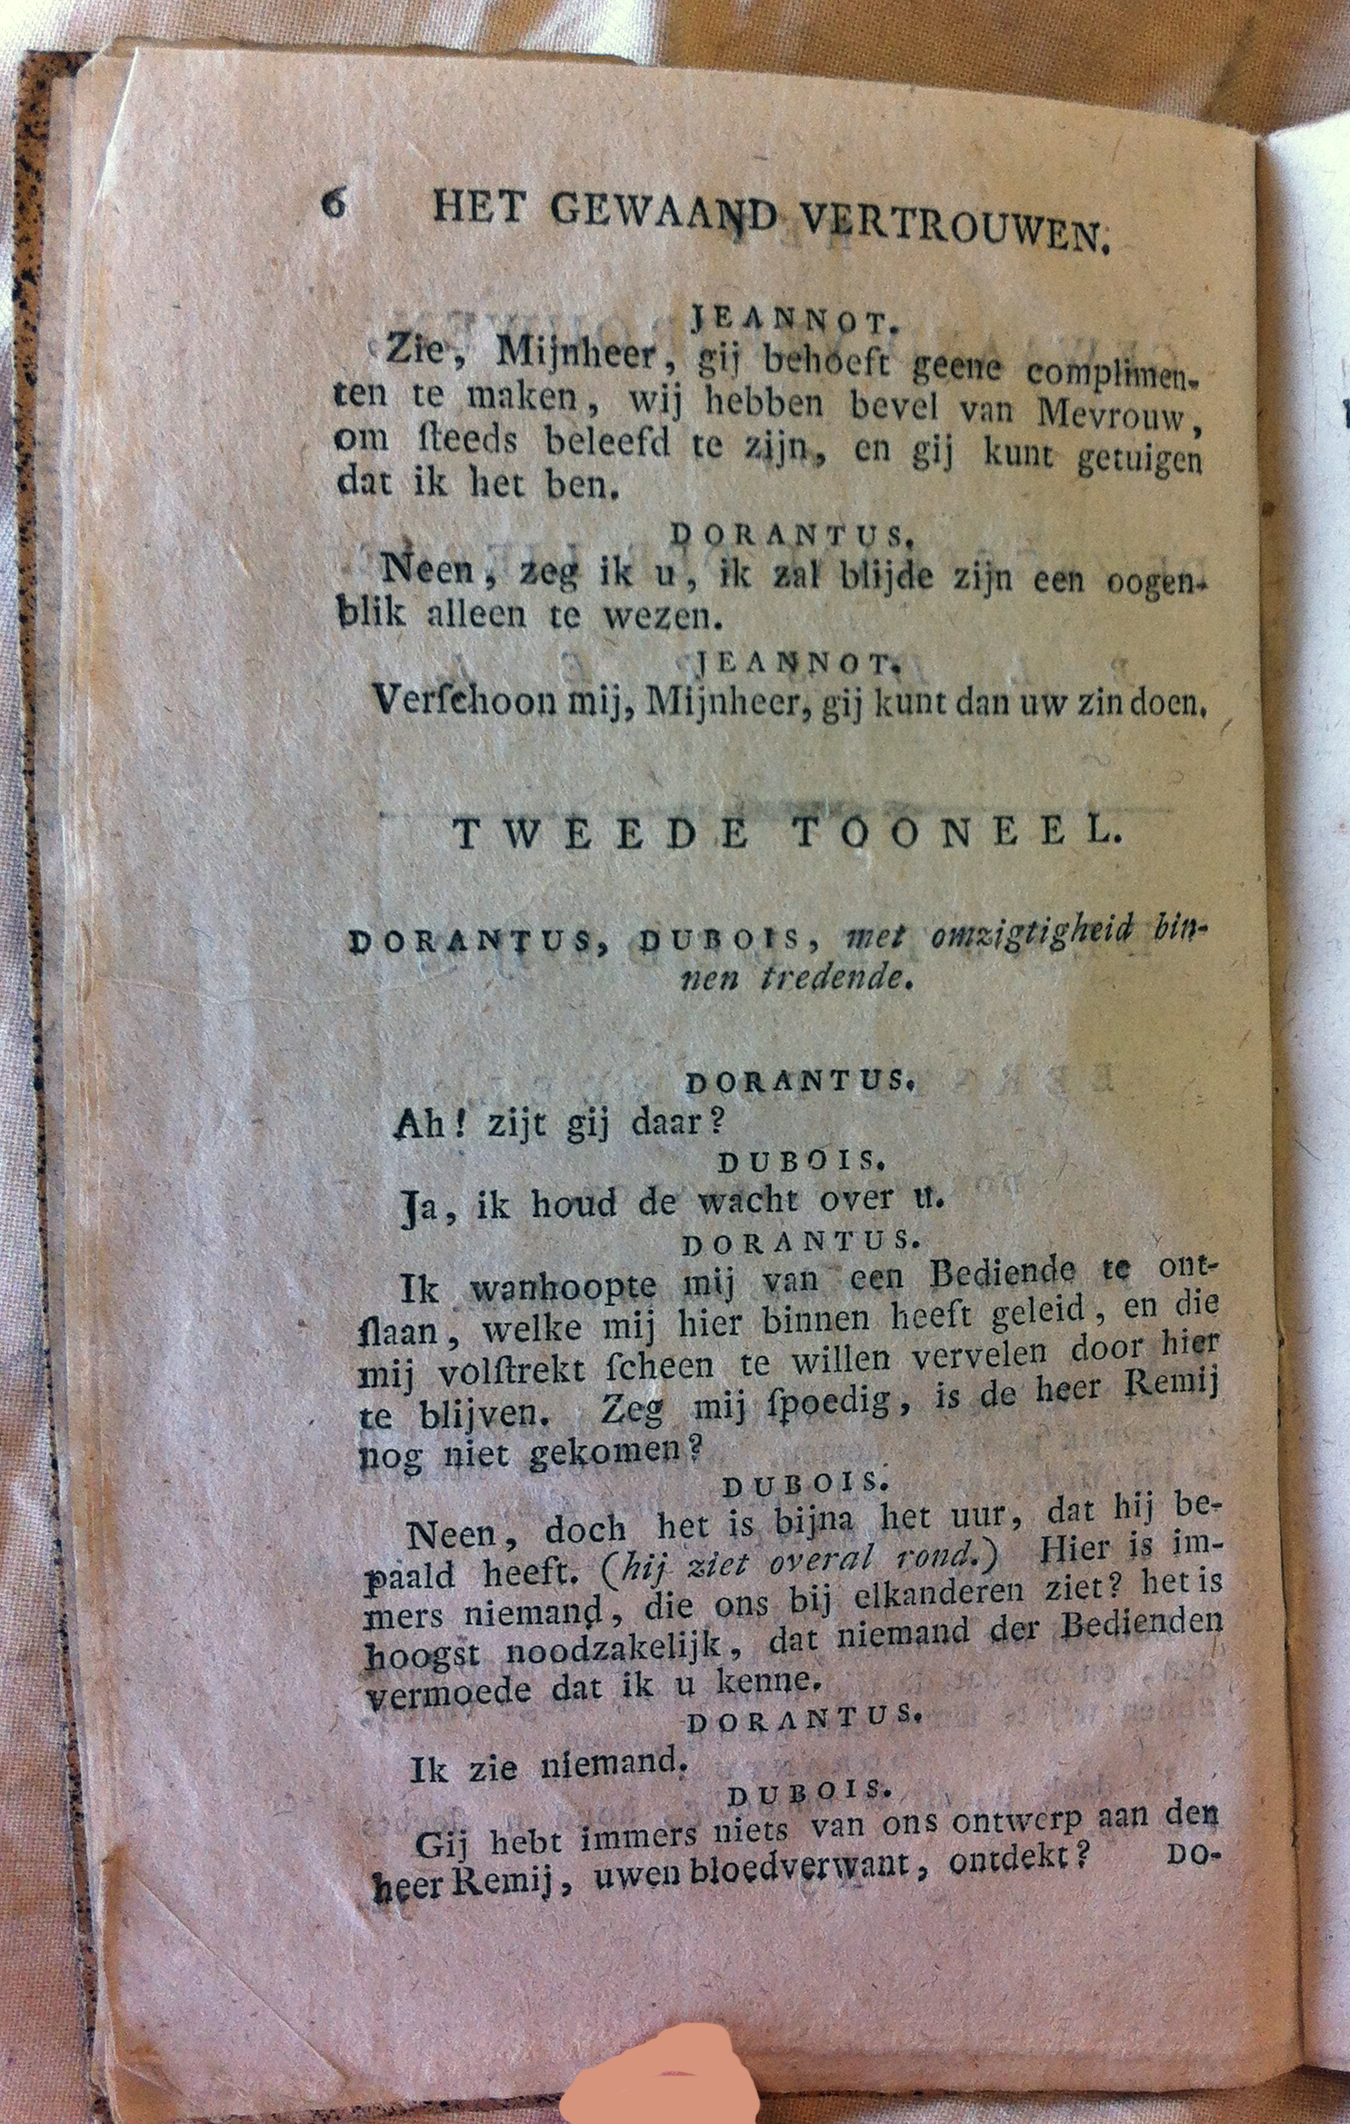 6 HET GEWAAND VERTROUWEN.
JEANNOT.
Zie, Mijnheer, gij behoeft geene complimen-
ten te maken, wij hebben bevel van Mevrouw,
om ſteeds beleefd te zijn, en gij kunt getuigen
dat ik het ben.
DORANTUS.
Neen, zeg ik u, ik zal blijde zijn een oogen-
blik alleen te wezen.
JEANNOT.
Verſchoon mij, Mijnheer, gij kunt dan uw zin doen.
TWEEDE TOONEEL.
DORANTUS, DUBOIS, met omzigtigheid bin-
nen tredende.
DORANTUS.
Ah! zijt gij daar?
DUBOIS.
Ja, ik houd de wacht over u.
DORANTUS.
Ik wanhoopte mij van een Bediende te ont-
ſlaan, welke mij hier binnen heeft geleid, en die
mij volſtrekt ſcheen te willen vervelen door hier
te blijven. Zeg mij ſpoedig, is de heer Remij
nog niet gekomen?
DUBOIS.
Neen, doch het is bijna het uur, dat hij be-
paald heeft. (hij ziet overal rond.) Hier is im-
mers niemand, die ons bij elkanderen ziet? het is
hoogst noodzakelijk, dat niemand der Bedienden
vermoede dat ik u kenne.
DORANTUS.
Ik zie niemand.
DUBOIS.
Gij hebt immers niets van ons ontwerp aan den
heer Remij, uwen bloedverwant, ontdekt? DO-